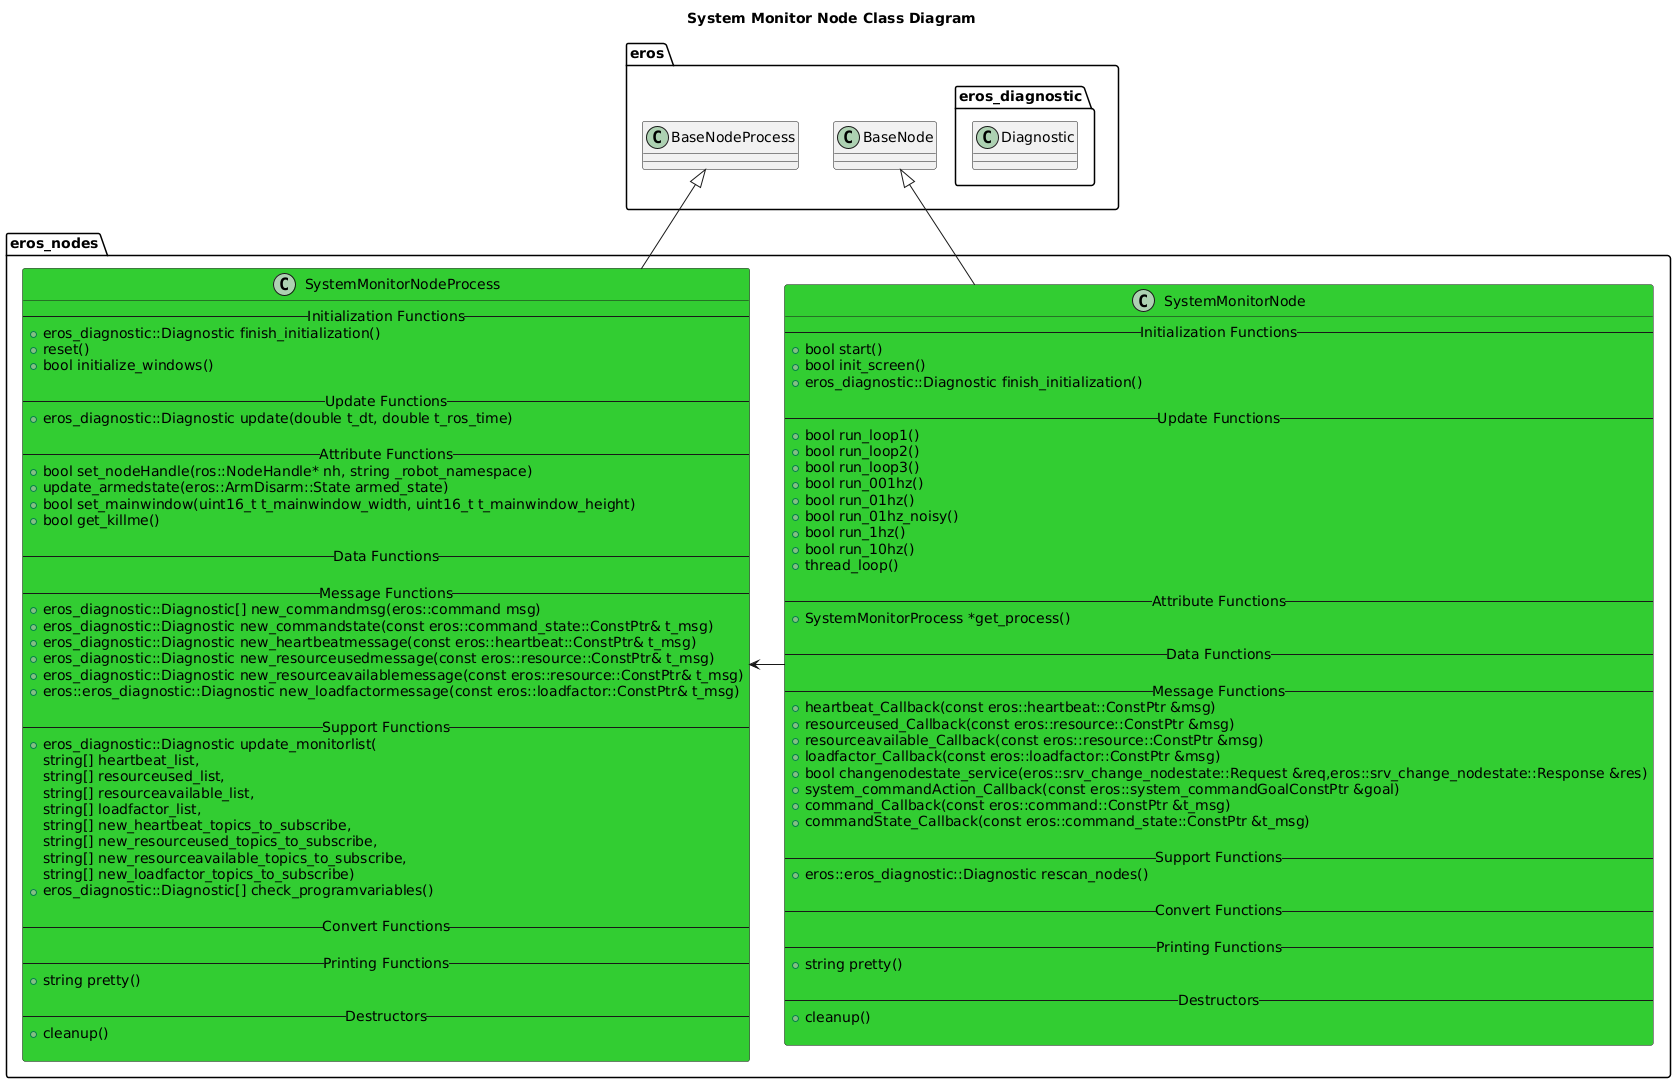 System Monitor Node Class Diagram
eros
eros_diagnostic
C BaseNodeProcess
C BaseNode
C Diagnostic
eros_nodes
C SystemMonitorNodeProcess
Initialization Functions
eros_diagnostic::Diagnostic finish_initialization()
reset()
bool initialize_windows()
Update Functions
eros_diagnostic::Diagnostic update(double t_dt, double t_ros_time)
Attribute Functions
bool set_nodeHandle(ros::NodeHandle* nh, string _robot_namespace)
update_armedstate(eros::ArmDisarm::State armed_state)
bool set_mainwindow(uint16_t t_mainwindow_width, uint16_t t_mainwindow_height)
bool get_killme()
Data Functions
Message Functions
eros_diagnostic::Diagnostic[] new_commandmsg(eros::command msg)
eros_diagnostic::Diagnostic new_commandstate(const eros::command_state::ConstPtr& t_msg)
eros_diagnostic::Diagnostic new_heartbeatmessage(const eros::heartbeat::ConstPtr& t_msg)
eros_diagnostic::Diagnostic new_resourceusedmessage(const eros::resource::ConstPtr& t_msg)
eros_diagnostic::Diagnostic new_resourceavailablemessage(const eros::resource::ConstPtr& t_msg)
eros::eros_diagnostic::Diagnostic new_loadfactormessage(const eros::loadfactor::ConstPtr& t_msg)
Support Functions
eros_diagnostic::Diagnostic update_monitorlist(
string[] heartbeat_list,
string[] resourceused_list,
string[] resourceavailable_list,
string[] loadfactor_list,
string[] new_heartbeat_topics_to_subscribe,
string[] new_resourceused_topics_to_subscribe,
string[] new_resourceavailable_topics_to_subscribe,
string[] new_loadfactor_topics_to_subscribe)
eros_diagnostic::Diagnostic[] check_programvariables()
Convert Functions
Printing Functions
string pretty()
Destructors
cleanup()
C SystemMonitorNode
Initialization Functions
bool start()
bool init_screen()
eros_diagnostic::Diagnostic finish_initialization()
Update Functions
bool run_loop1()
bool run_loop2()
bool run_loop3()
bool run_001hz()
bool run_01hz()
bool run_01hz_noisy()
bool run_1hz()
bool run_10hz()
thread_loop()
Attribute Functions
SystemMonitorProcess *get_process()
Data Functions
Message Functions
heartbeat_Callback(const eros::heartbeat::ConstPtr &msg)
resourceused_Callback(const eros::resource::ConstPtr &msg)
resourceavailable_Callback(const eros::resource::ConstPtr &msg)
loadfactor_Callback(const eros::loadfactor::ConstPtr &msg)
bool changenodestate_service(eros::srv_change_nodestate::Request &req,eros::srv_change_nodestate::Response &res)
system_commandAction_Callback(const eros::system_commandGoalConstPtr &goal)
command_Callback(const eros::command::ConstPtr &t_msg)
commandState_Callback(const eros::command_state::ConstPtr &t_msg)
Support Functions
eros::eros_diagnostic::Diagnostic rescan_nodes()
Convert Functions
Printing Functions
string pretty()
Destructors
cleanup()